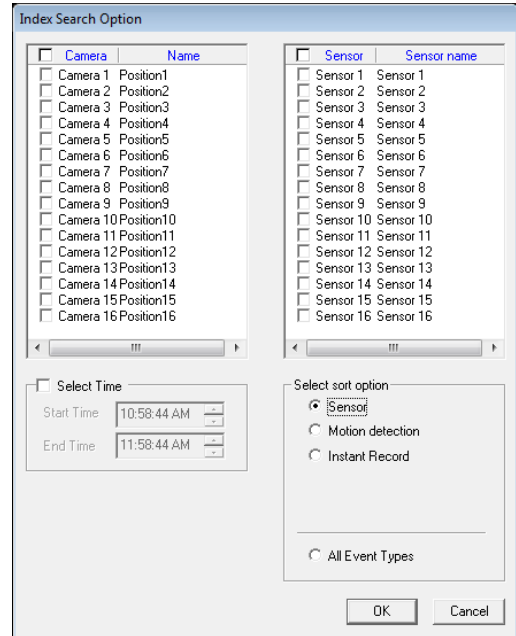 Index Search Option
Camera Name
Camera 1 Position1
Camera 2 Position2
Camera 3 Position3
Camera 4 Position4
Camera 5 Position5
Camera 6 Position6
Camera 7 Position7
Camera 8 Position8
Camera 9 Position9
Camera 10 Position10
Camera 11 Position11
Camera 12 Position12
Camera 13 Position13
Camera 14 Position14
Camera 15 Position15
Camera 16 Position16
Sensor Sensor name
Sensor 1 Sensor 1
Sensor 2 Sensor 2
Sensor 3 Sensor 3
Sensor 4 Sensor 4
Sensor 5 Sensor 5
Sensor 6 Sensor 6
Sensor 7 Sensor 7
Sensor 8 Sensor 8
Sensor 9 Sensor 9
Sensor 10 Sensor 10
Sensor 11 Sensor 11
Sensor 12 Sensor 12
Sensor 13 Sensor 13
Sensor 14 Sensor 14
Sensor 15 Sensor 15
Sensor 16 Sensor 16
Select Time
Start Time 10:58:44 AM
End Time 11:58:44 AM
Select sort option
Sensor
Motion detection
Instant Record
All Event Types
OK Cancel